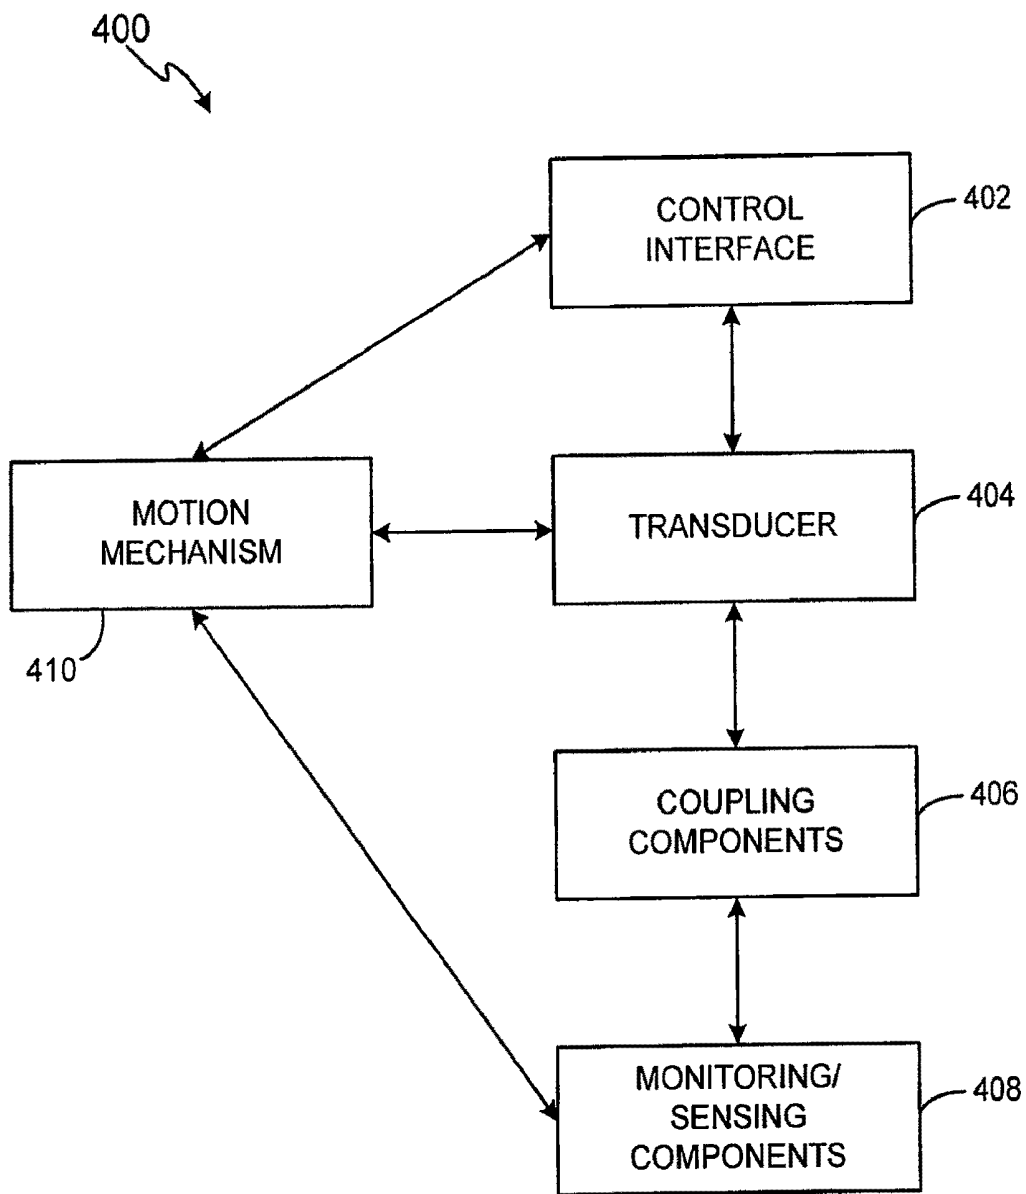 400
CONTROL
INTERFACE
402
MOTION
MECHANISM
410
TRANSDUCER
404
COUPLING
COMPONENTS
406
MONITORING/
SENSING
COMPONENTS
408